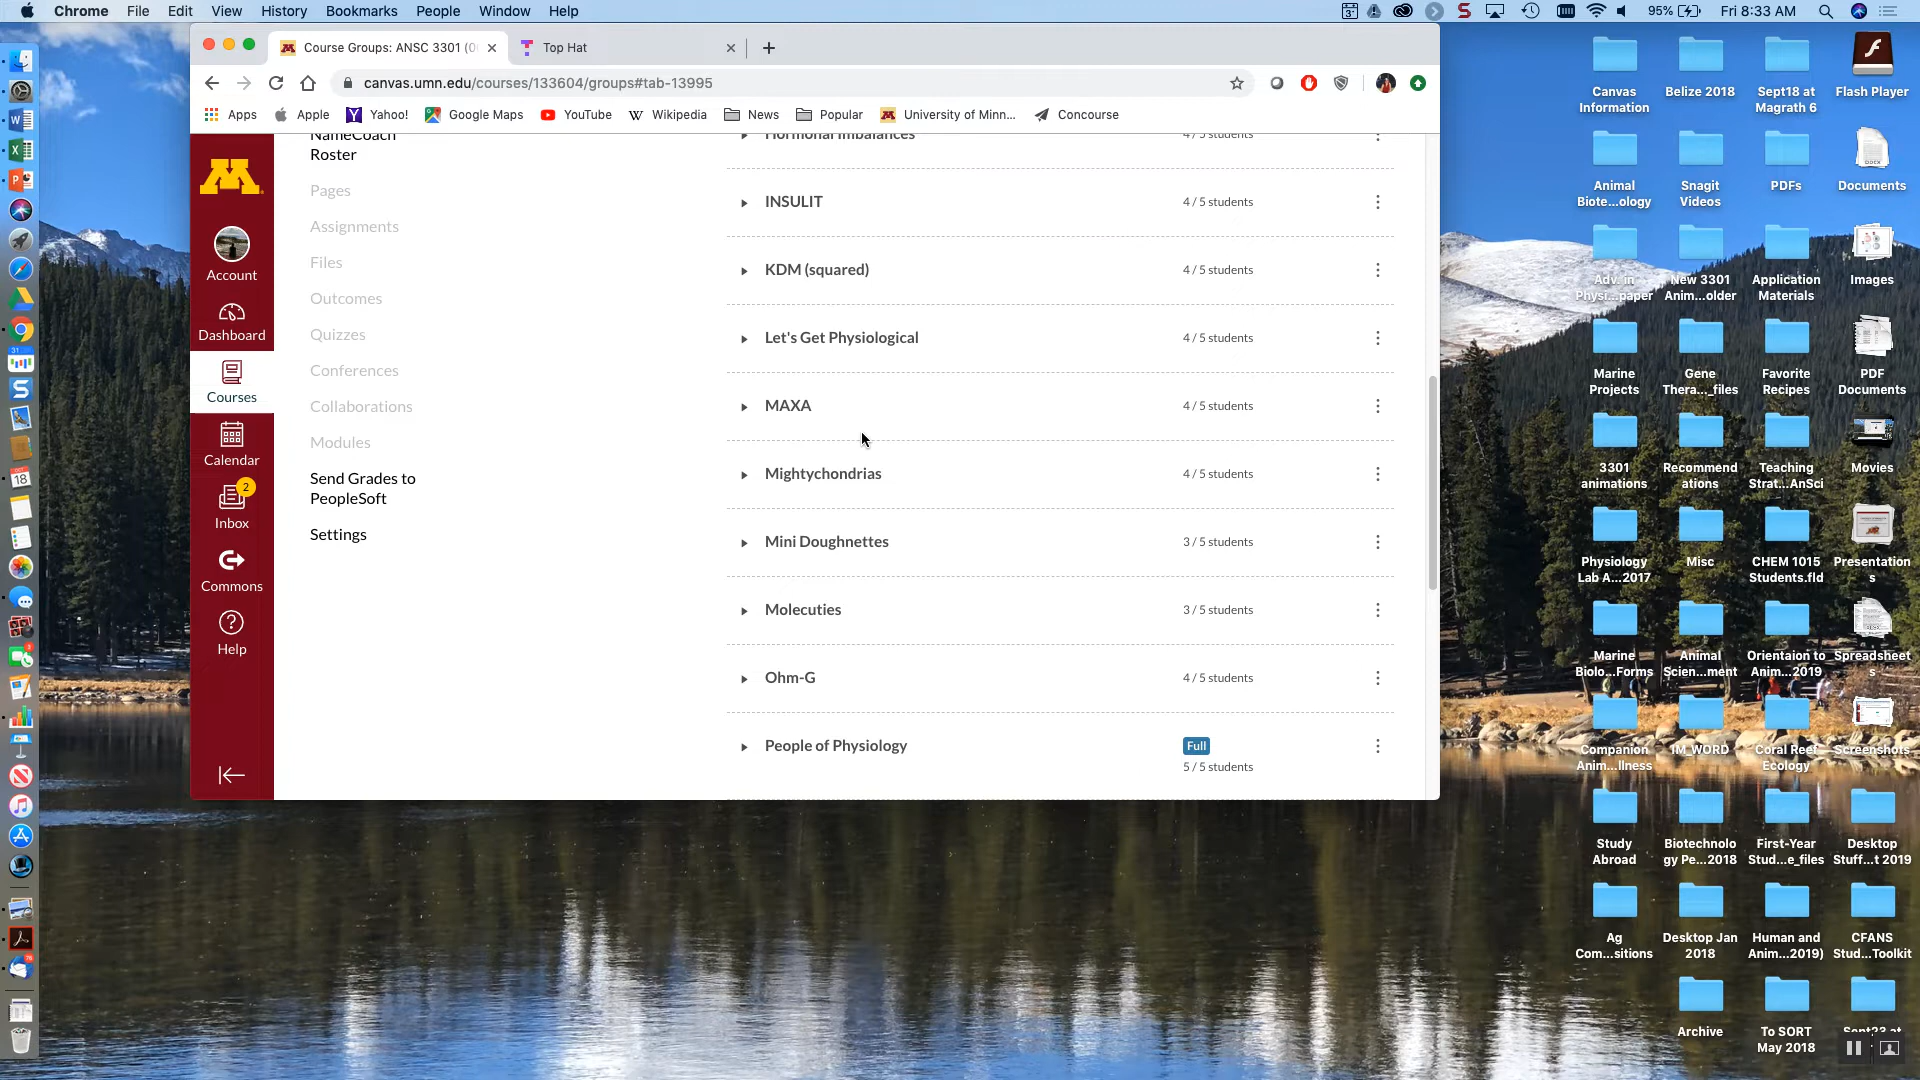 Chrome File Edit View History Bookmarks People Window Help
95% Fri 8:33 AM
Course Groups: ANSC 3301 (0
Top Hat
canvas.umn.edu/courses/133604/groups#tab-13995
Apps Apple Yahoo! Google Maps YouTube Wikipedia News Popular University of Minn... Concourse
Account
Dashboard
Courses
Calendar
2
Inbox
Commons
Help
NameCoach
Roster
Pages
Assignments
Files
Outcomes
Quizzes
Conferences
Collaborations
Modules
Send Grades to
PeopleSoft
Settings
Hormonal Imbalances 4 / 5 students
INSULIT 4 / 5 students
KDM (squared) 4 / 5 students
Let's Get Physiological 4 / 5 students
MAXA 4 / 5 students
Mightychondrias 4 / 5 students
Mini Doughnettes 3 / 5 students
Molecuties 3 / 5 students
Ohm-G 4 / 5 students
People of Physiology Full
5 / 5 students
Canvas
Information
Belize 2018
Sept18 at
Magrath 6
Flash Player
Animal
Biote...ology
Snagit
Videos
PDFs
Documents
Adv. in
Physi...paper
New 3301
Anim...older
Application
Materials
Images
Marine
Projects
Gene
Thera..._files
Favorite
Recipes
PDF
Documents
3301
animations
Recommend
ations
Teaching
Strat...AnSci
Movies
Physiology
Lab A...2017
Misc
CHEM 1015
Students.fld
Presentation
s
Marine
Biolo...Forms
Animal
Scien...ment
Orientaion to
Anim...2019
Spreadsheet
s
Companion
Anim...llness
IM_WORD
Coral Reef
Ecology
Screenshots
Study
Abroad
Biotechnolo
gy Pe...2018
First-Year
Stud...e_files
Desktop
Stuff...t 2019
Ag
Com...sitions
Desktop Jan
2018
Human and
Anim...2019)
CFANS
Stud...Toolkit
Archive
To SORT
May 2018
Sept23 at